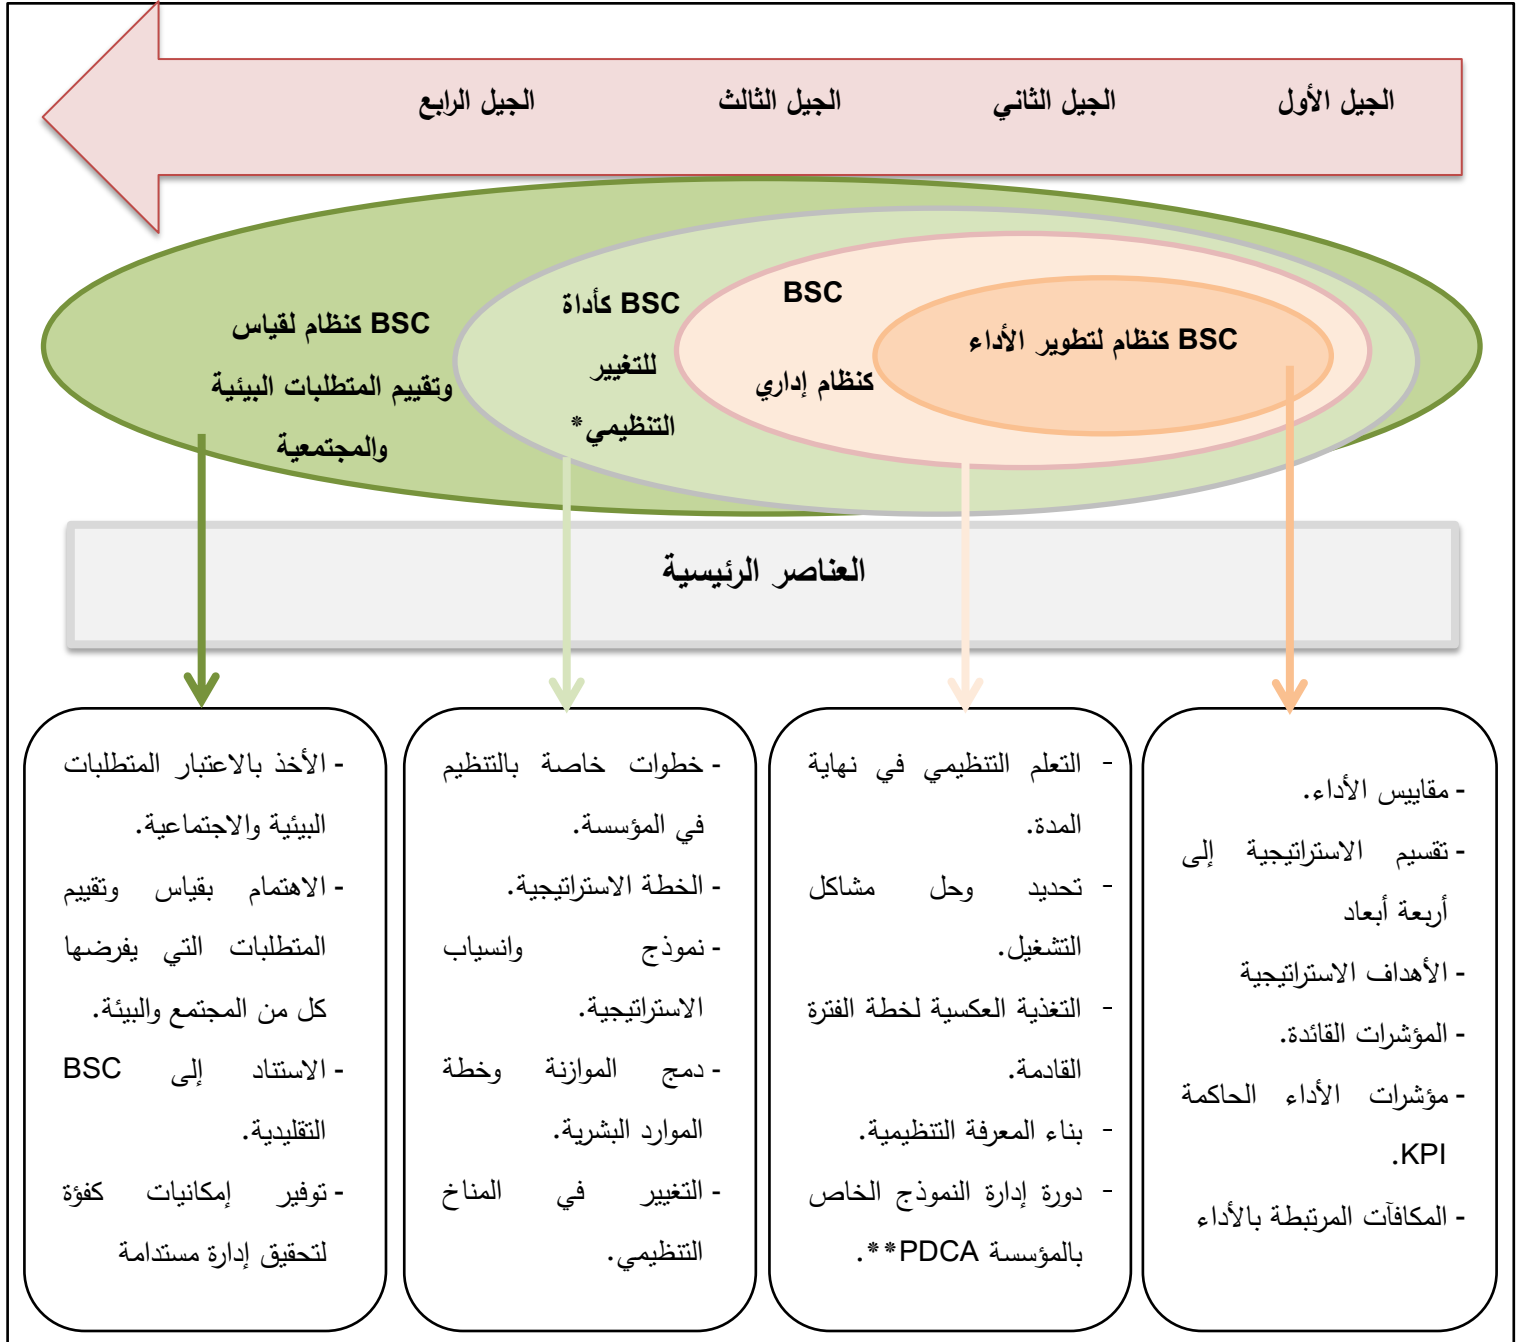 الجيل الأول
الجيل الثاني
الجيل الثالث
الجيل الرابع
BSC كنظام لتطوير الأداء
BSC
كنظام إداري
BSC كأداة
للتغيير
التنظيمي*
BSC كنظام لقياس
وتقييم المتطلبات البيئية
والمجتمعية
العناصر الرئيسية
- مقاييس الأداء.
- تقسيم الاستراتيجية إلى
أربعة أبعاد
- الأهداف الاستراتيجية
- المؤشرات القائدة.
- مؤشرات الأداء الحاكمة
KPI.
- المكافآت المرتبطة بالأداء
- التعلم التنظيمي في نهاية
المدة.
- تحديد وحل مشاكل
التشغيل.
- التغذية العكسية لخطة الفترة
القادمة.
- بناء المعرفة التنظيمية.
- دورة إدارة النموذج الخاص
بالمؤسسة PDCA**.
- خطوات خاصة بالتنظيم
في المؤسسة.
- الخطة الاستراتيجية.
- نموذج وانسياب
الاستراتيجية.
- دمج الموازنة وخطة
الموارد البشرية.
- التغيير في المناخ
التنظيمي.
- الأخذ بالاعتبار المتطلبات
البيئية والاجتماعية.
- الاهتمام بقياس وتقييم
المتطلبات التي يفرضها
كل من المجتمع والبيئة.
- الاستناد إلى BSC
التقليدية.
- توفير إمكانيات كفؤة
لتحقيق إدارة مستدامة